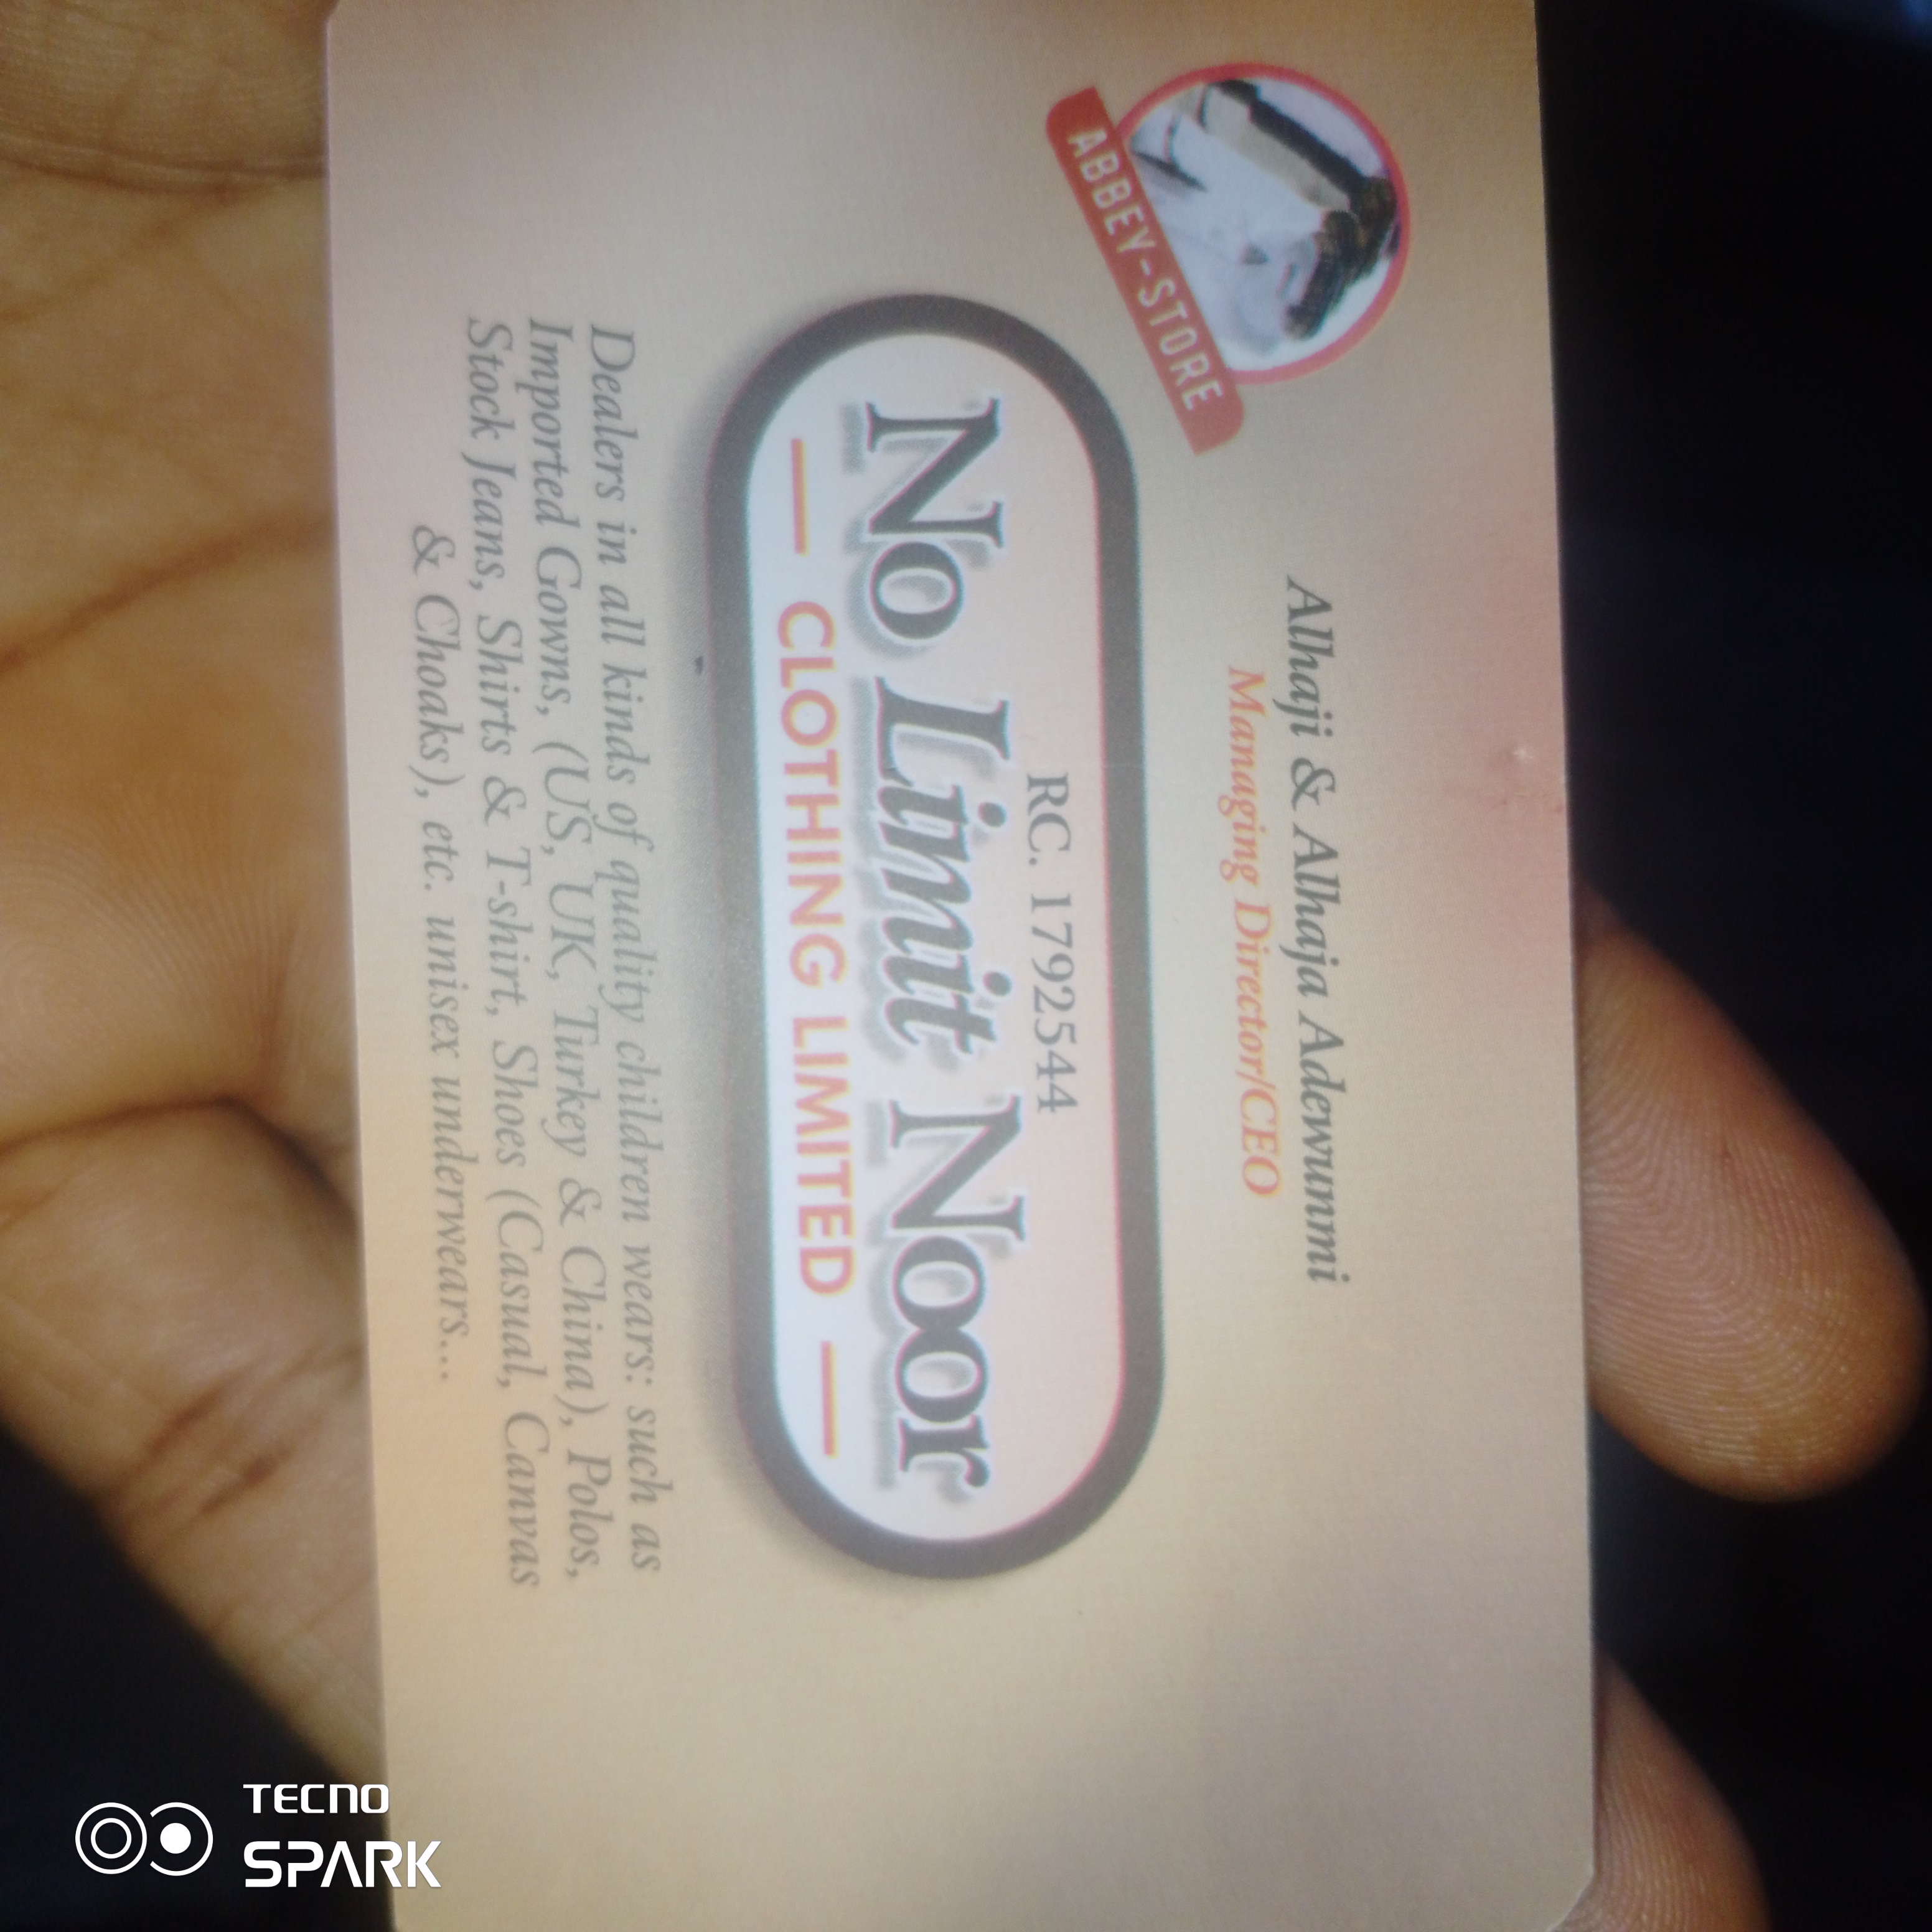 ABBEY-STORE
Alhaji & Alhaja Adewunmi
Managing Director/CEO
RC. 1792544
No Limit Noor
CLOTHING LIMITED
Dealers in all kinds of quality children wears: such as
Imported Gowns, (US, UK, Turkey & China), Polos,
Stock Jeans, Shirts & T-shirt, Shoes (Casual, Canvas
& Choaks), etc. unisex underwears...
TECNO
SPARK